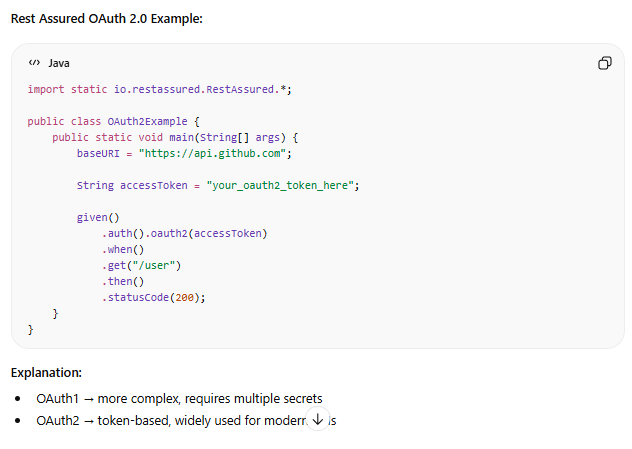 Rest Assured OAuth 2.0 Example:
</> Java
import static io.restassured.RestAssured.*;
public class OAuth2Example {
public static void main(String[] args) {
baseURI = "https://api.github.com";
String accessToken = "your_oauth2_token_here";
given()
.auth().oauth2(accessToken)
.when()
.get("/user")
.then()
.statusCode(200);
}
}
Explanation:
• OAuth1 → more complex, requires multiple secrets
• OAuth2 → token-based, widely used for modern